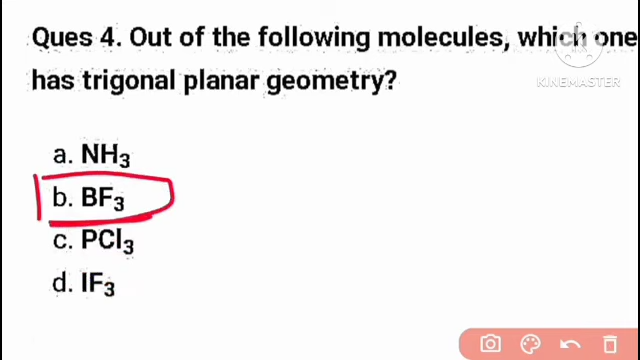 Ques 4. Out of the following molecules, which one
has trigonal planar geometry?
KINEMASTER
a. NH₃
b. BF₃
c. PCl₃
d. IF₃